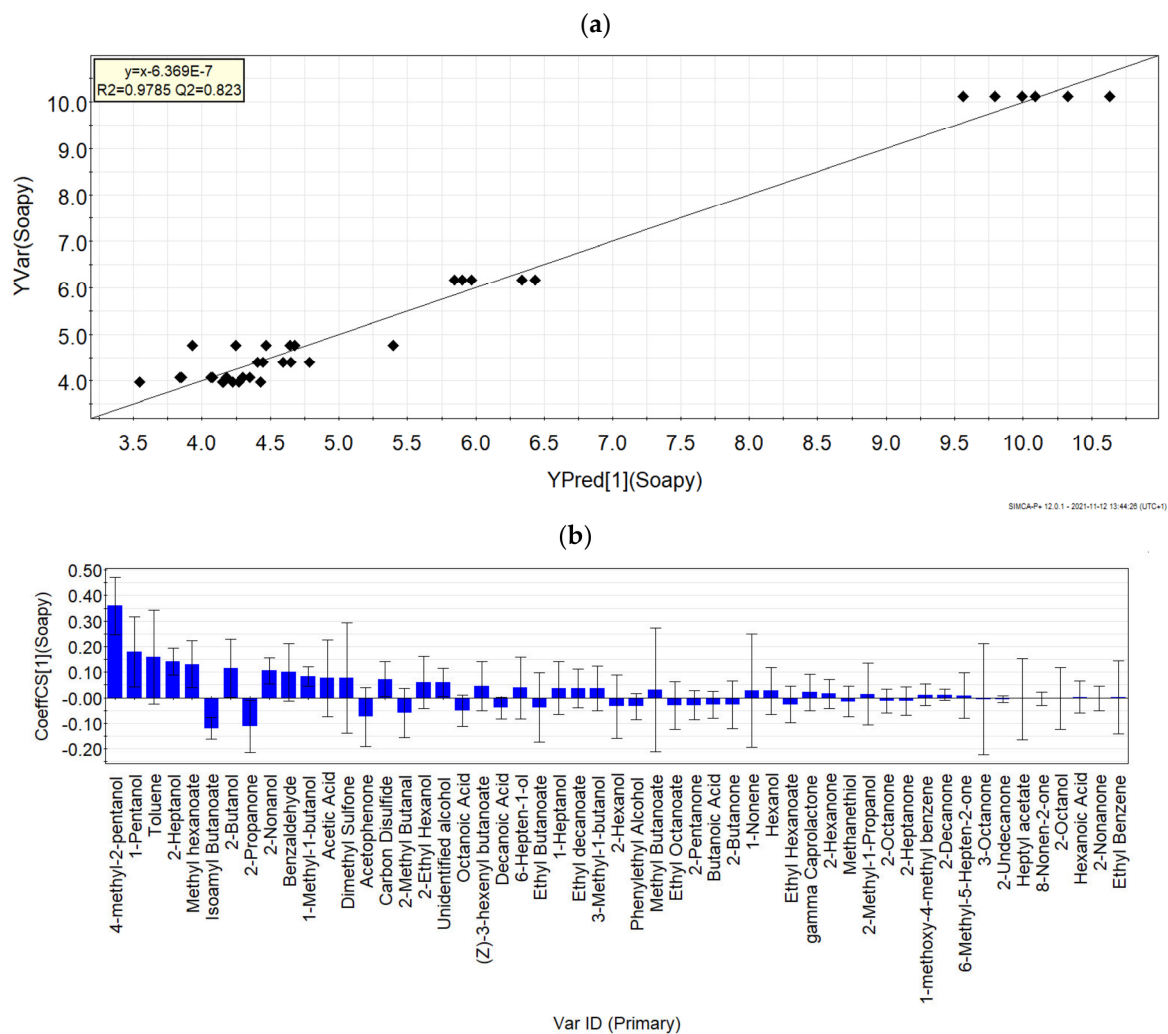 (a)
y=x-6.369E-7
R2=0.9785 Q2=0.823
10.0
9.0
8.0
7.0
6.0
5.0
4.0
YVar(Soapy)
3.5 4.0 4.5 5.0 5.5 6.0 6.5 7.0 7.5 8.0 8.5 9.0 9.5 10.0 10.5
YPred[1](Soapy)
SIMCA-P+ 12.0.1 - 2021-11-12 13:44:26 (UTC+1)
(b)
0.50
0.40
0.30
0.20
0.10
-0.00
-0.10
-0.20
CoeffCS[1](Soapy)
4-methyl-2-pentanol
1-Pentanol
Toluene
2-Heptanol
Methyl hexanoate
Isoamyl Butanoate
2-Butanol
2-Propanone
2-Nonanol
Benzaldehyde
1-Methyl-1-butanol
Acetic Acid
Dimethyl Sulfone
Acetophenone
Carbon Disulfide
2-Methyl Butanal
2-Ethyl Hexanol
Unidentified alcohol
Octanoic Acid
(Z)-3-hexenyl butanoate
Decanoic Acid
6-Hepten-1-ol
Ethyl Butanoate
1-Heptanol
Ethyl decanoate
3-Methyl-1-butanol
2-Hexanol
Phenylethyl Alcohol
Methyl Butanoate
Ethyl Octanoate
2-Pentanone
Butanoic Acid
2-Butanone
1-Nonene
Hexanol
Ethyl Hexanoate
gamma Caprolactone
2-Hexanone
Methanethiol
2-Methyl-1-Propanol
2-Octanone
2-Heptanone
1-methoxy-4-methyl benzene
2-Decanone
6-Methyl-5-Hepten-2-one
3-Octanone
2-Undecanone
Heptyl acetate
8-Nonen-2-one
2-Octanol
Hexanoic Acid
2-Nonanone
Ethyl Benzene
Var ID (Primary)